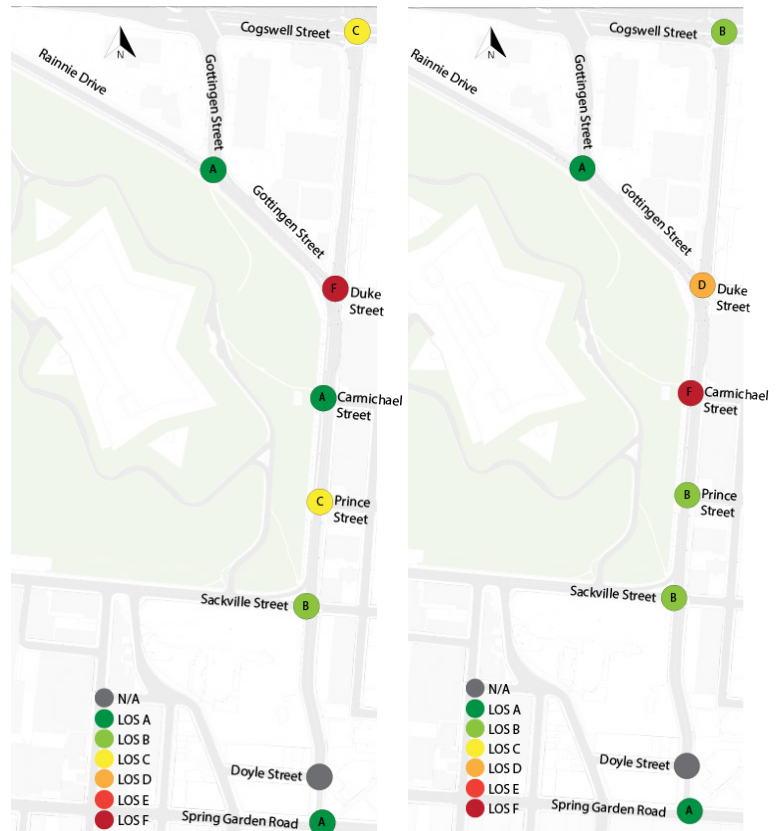 Cogswell Street
C
N
Rainnie Drive
Gottingen Street
A
Gottingen Street
F
Duke
Street
A
Carmichael
Street
C
Prince
Street
Sackville Street
B
N/A
LOS A
LOS B
LOS C
LOS D
LOS E
LOS F
Doyle Street
Spring Garden Road
A
Cogswell Street
B
N
Rainnie Drive
Gottingen Street
A
Gottingen Street
D
Duke
Street
F
Carmichael
Street
B
Prince
Street
Sackville Street
B
N/A
LOS A
LOS B
LOS C
LOS D
LOS E
LOS F
Doyle Street
Spring Garden Road
A